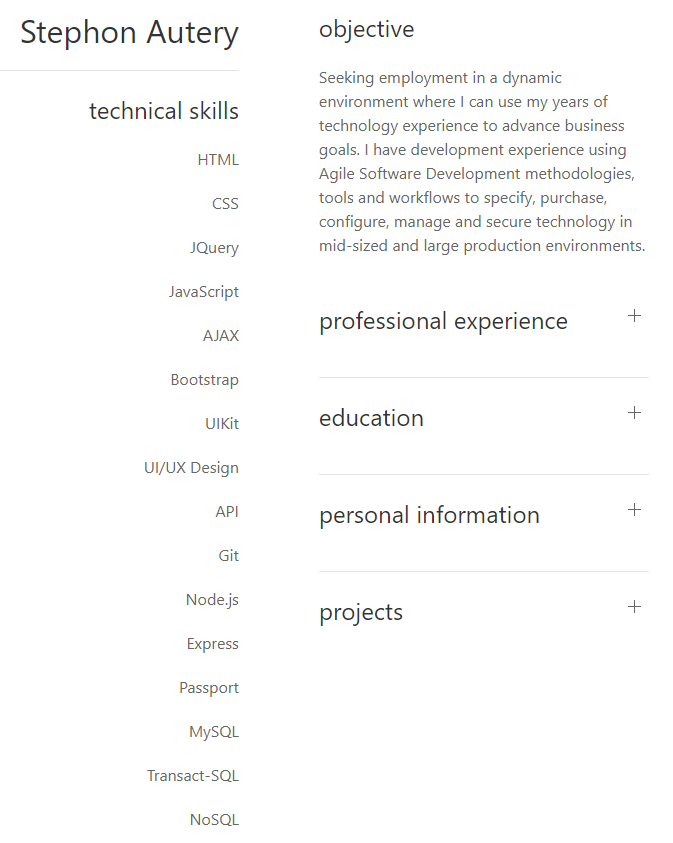 Stephon Autery
technical skills
HTML
CSS
JQuery
JavaScript
AJAX
Bootstrap
UIKit
UI/UX Design
API
Git
Node.js
Express
Passport
MySQL
Transact-SQL
NoSQL
objective
Seeking employment in a dynamic
environment where I can use my years of
technology experience to advance business
goals. I have development experience using
Agile Software Development methodologies,
tools and workflows to specify, purchase,
configure, manage and secure technology in
mid-sized and large production environments.
professional experience
education
personal information
projects